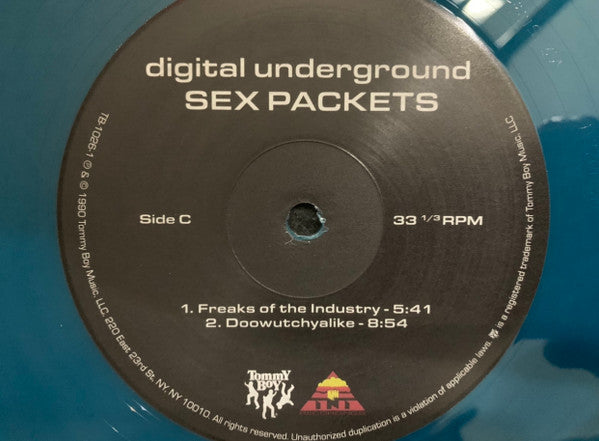 digital underground
SEX PACKETS
Side C
33 1/3 RPM
1. Freaks of the Industry - 5:41
2. Doowutchyalike - 8:54
TOMMY
BOY
TNT
TB-1026-1 ℗ & © 1990 Tommy Boy Music, LLC, 220 East 23rd St, NY, NY 10010. All rights reserved. Unauthorized duplication is a violation of applicable laws. is a registered trademark of Tommy Boy Music, LLC